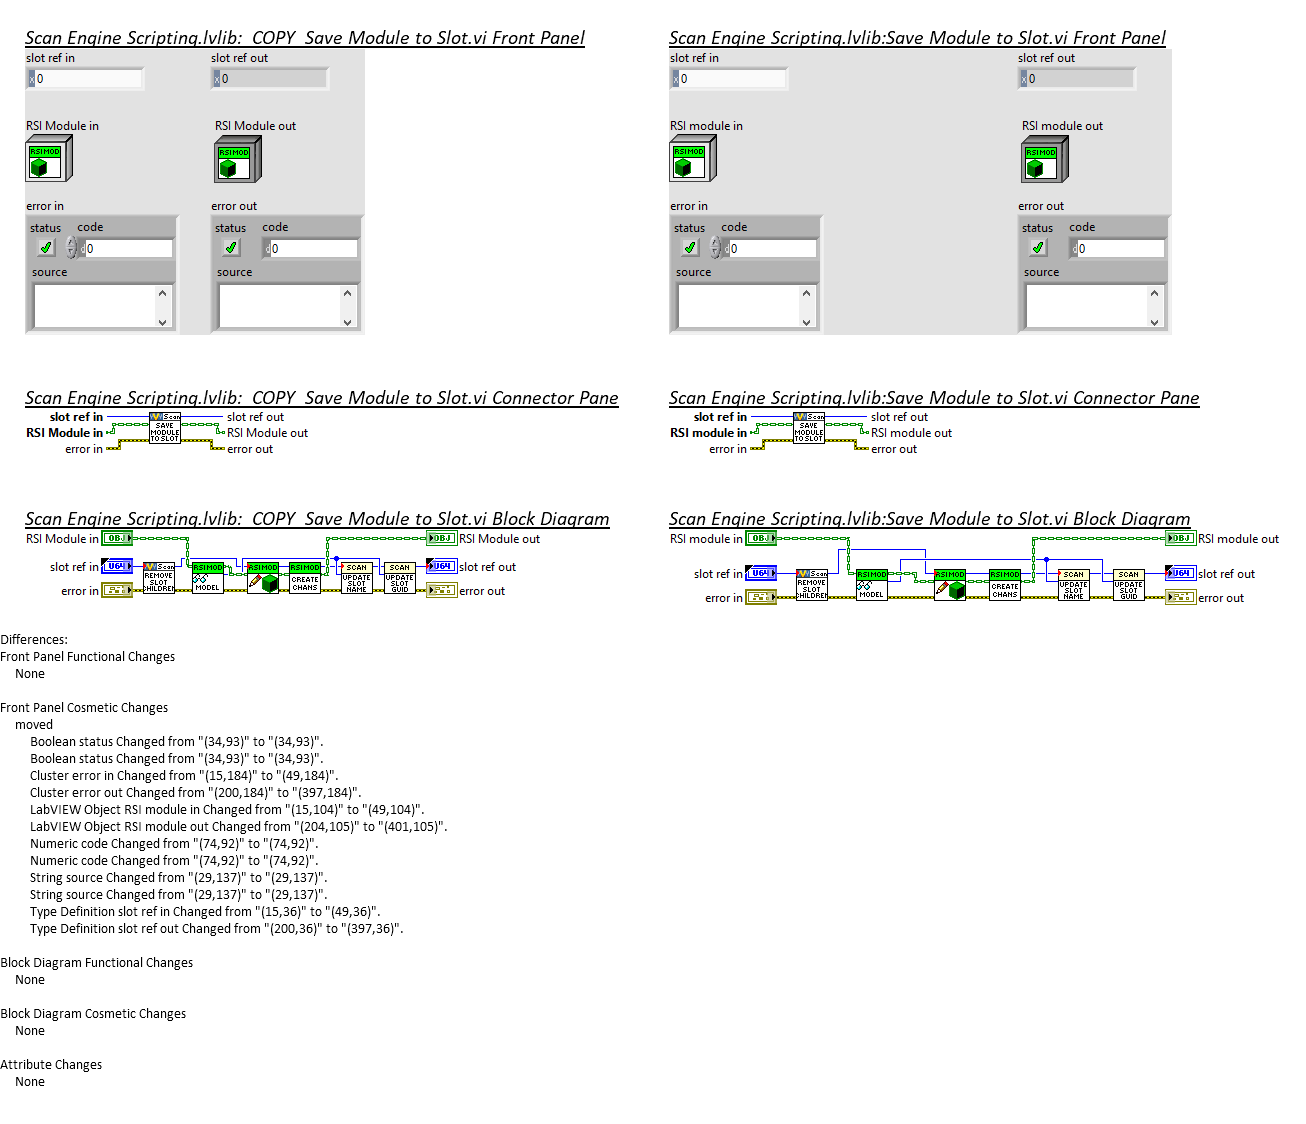 Scan Engine Scripting.lvlib:  COPY  Save Module to Slot.vi Front Panel
slot ref in
slot ref out
0
0
RSI Module in
RSI Module out
RSIMOD
RSIMOD
error in
error out
status
code
status
code
0
0
source
source
Scan Engine Scripting.lvlib:Save Module to Slot.vi Front Panel
slot ref in
slot ref out
0
0
RSI module in
RSI module out
RSIMOD
RSIMOD
error in
error out
status
code
status
code
0
0
source
source
Scan Engine Scripting.lvlib:  COPY  Save Module to Slot.vi Connector Pane
slot ref in
Scan
slot ref out
SAVE
RSI Module in
MODULE
RSI Module out
TO SLOT
error in
error out
Scan Engine Scripting.lvlib:Save Module to Slot.vi Connector Pane
slot ref in
Scan
slot ref out
SAVE
RSI module in
MODULE
RSI module out
TO SLOT
error in
error out
Scan Engine Scripting.lvlib:  COPY  Save Module to Slot.vi Block Diagram
RSI Module in
OBJ
OBJ
RSI Module out
slot ref in
U64
Scan
REMOVE
SLOT
CHILDREN
RSIMOD
MODEL
RSIMOD
RSIMOD
CREATE
CHANS
SCAN
UPDATE
SLOT
NAME
SCAN
UPDATE
SLOT
GUID
U64
slot ref out
error in
error out
Scan Engine Scripting.lvlib:Save Module to Slot.vi Block Diagram
RSI module in
OBJ
OBJ
RSI module out
slot ref in
U64
Scan
REMOVE
SLOT
CHILDREN
RSIMOD
MODEL
RSIMOD
RSIMOD
CREATE
CHANS
SCAN
UPDATE
SLOT
NAME
SCAN
UPDATE
SLOT
GUID
U64
slot ref out
error in
error out
Differences:
Front Panel Functional Changes
None
Front Panel Cosmetic Changes
moved
Boolean status Changed from "(34,93)" to "(34,93)".
Boolean status Changed from "(34,93)" to "(34,93)".
Cluster error in Changed from "(15,184)" to "(49,184)".
Cluster error out Changed from "(200,184)" to "(397,184)".
LabVIEW Object RSI module in Changed from "(15,104)" to "(49,104)".
LabVIEW Object RSI module out Changed from "(204,105)" to "(401,105)".
Numeric code Changed from "(74,92)" to "(74,92)".
Numeric code Changed from "(74,92)" to "(74,92)".
String source Changed from "(29,137)" to "(29,137)".
String source Changed from "(29,137)" to "(29,137)".
Type Definition slot ref in Changed from "(15,36)" to "(49,36)".
Type Definition slot ref out Changed from "(200,36)" to "(397,36)".
Block Diagram Functional Changes
None
Block Diagram Cosmetic Changes
None
Attribute Changes
None